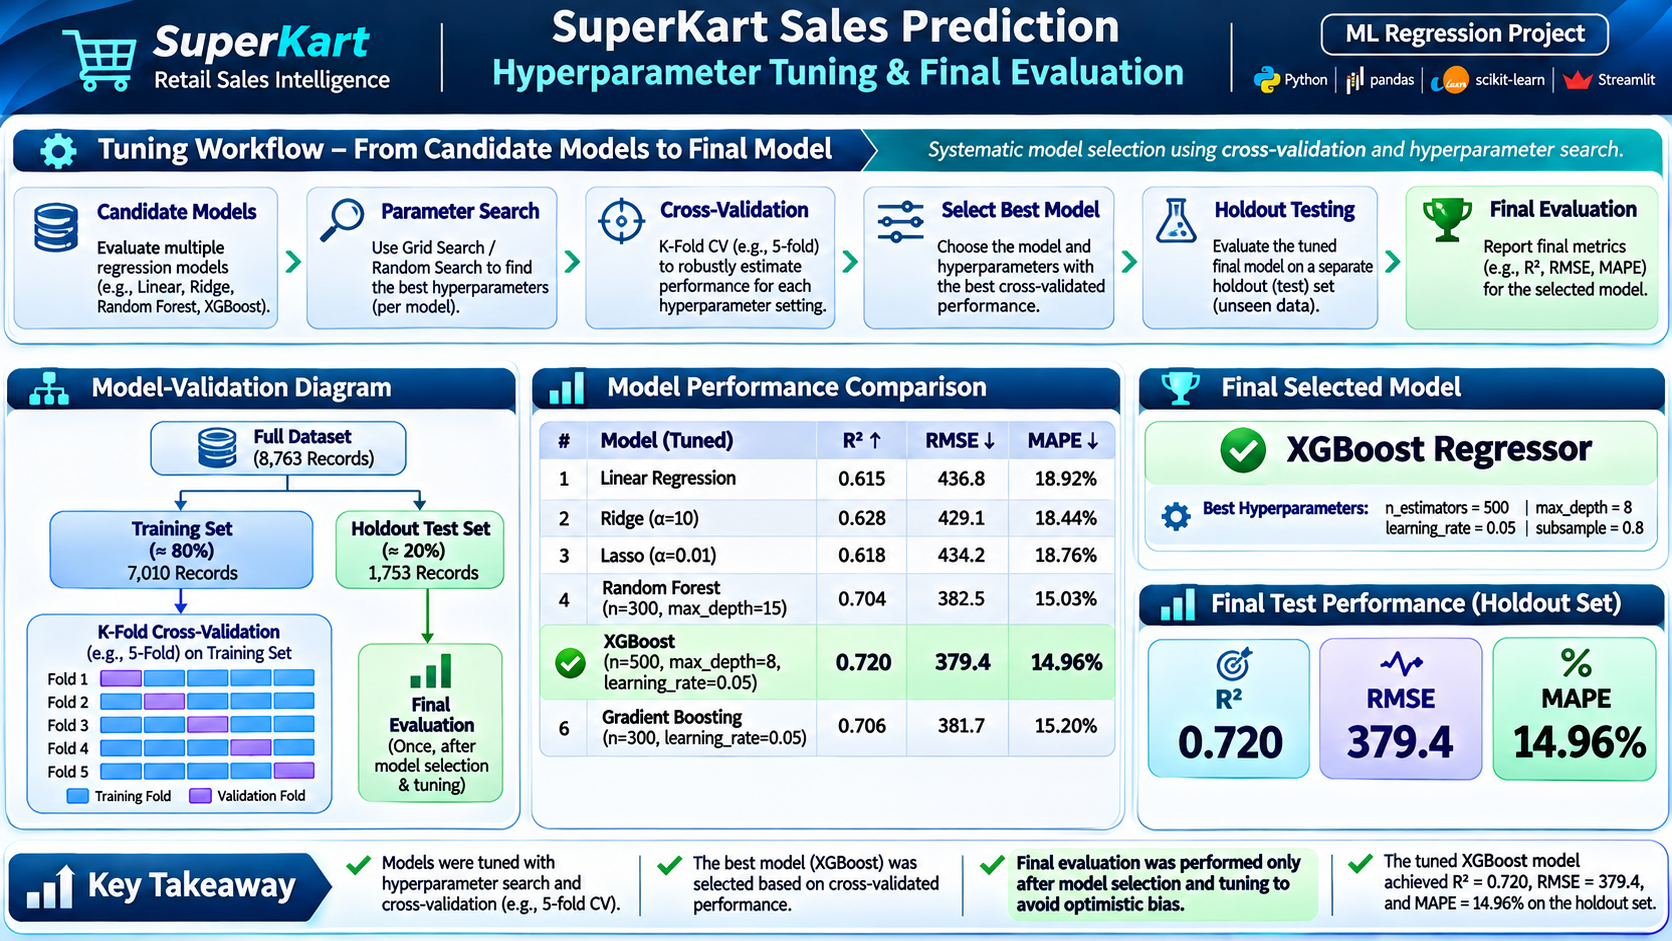 SuperKart
Retail Sales Intelligence
SuperKart Sales Prediction
Hyperparameter Tuning & Final Evaluation
ML Regression Project
Python
pandas
learn
scikit-learn
Streamlit
Tuning Workflow – From Candidate Models to Final Model
Systematic model selection using cross-validation and hyperparameter search.
Candidate Models
Evaluate multiple
regression models
(e.g., Linear, Ridge,
Random Forest, XGBoost).
Parameter Search
Use Grid Search /
Random Search to find
the best hyperparameters
(per model).
Cross-Validation
K-Fold CV (e.g., 5-fold)
to robustly estimate
performance for each
hyperparameter setting.
Select Best Model
Choose the model and
hyperparameters with
the best cross-validated
performance.
Holdout Testing
Evaluate the tuned
final model on a separate
holdout (test) set
(unseen data).
Final Evaluation
Report final metrics
(e.g., R², RMSE, MAPE)
for the selected model.
Model-Validation Diagram
Full Dataset
(8,763 Records)
Training Set
(≈ 80%)
7,010 Records
Holdout Test Set
(≈ 20%)
1,753 Records
K-Fold Cross-Validation
(e.g., 5-Fold) on Training Set
Fold 1
Fold 2
Fold 3
Fold 4
Fold 5
Training Fold
Validation Fold
Final
Evaluation
(Once, after
model selection
& tuning)
Model Performance Comparison
# Model (Tuned) R² ↑ RMSE ↓ MAPE ↓
1 Linear Regression 0.615 436.8 18.92%
2 Ridge (α=10) 0.628 429.1 18.44%
3 Lasso (α=0.01) 0.618 434.2 18.76%
4 Random Forest
(n=300, max_depth=15) 0.704 382.5 15.03%
XGBoost
(n=500, max_depth=8,
learning_rate=0.05) 0.720 379.4 14.96%
6 Gradient Boosting
(n=300, learning_rate=0.05) 0.706 381.7 15.20%
Final Selected Model
XGBoost Regressor
Best Hyperparameters: n_estimators = 500 | max_depth = 8
learning_rate = 0.05 | subsample = 0.8
Final Test Performance (Holdout Set)
R²
0.720
RMSE
379.4
%
MAPE
14.96%
Key Takeaway
Models were tuned with
hyperparameter search and
cross-validation (e.g., 5-fold CV).
The best model (XGBoost) was
selected based on cross-validated
performance.
Final evaluation was performed only
after model selection and tuning to
avoid optimistic bias.
The tuned XGBoost model
achieved R² = 0.720, RMSE = 379.4,
and MAPE = 14.96% on the holdout set.